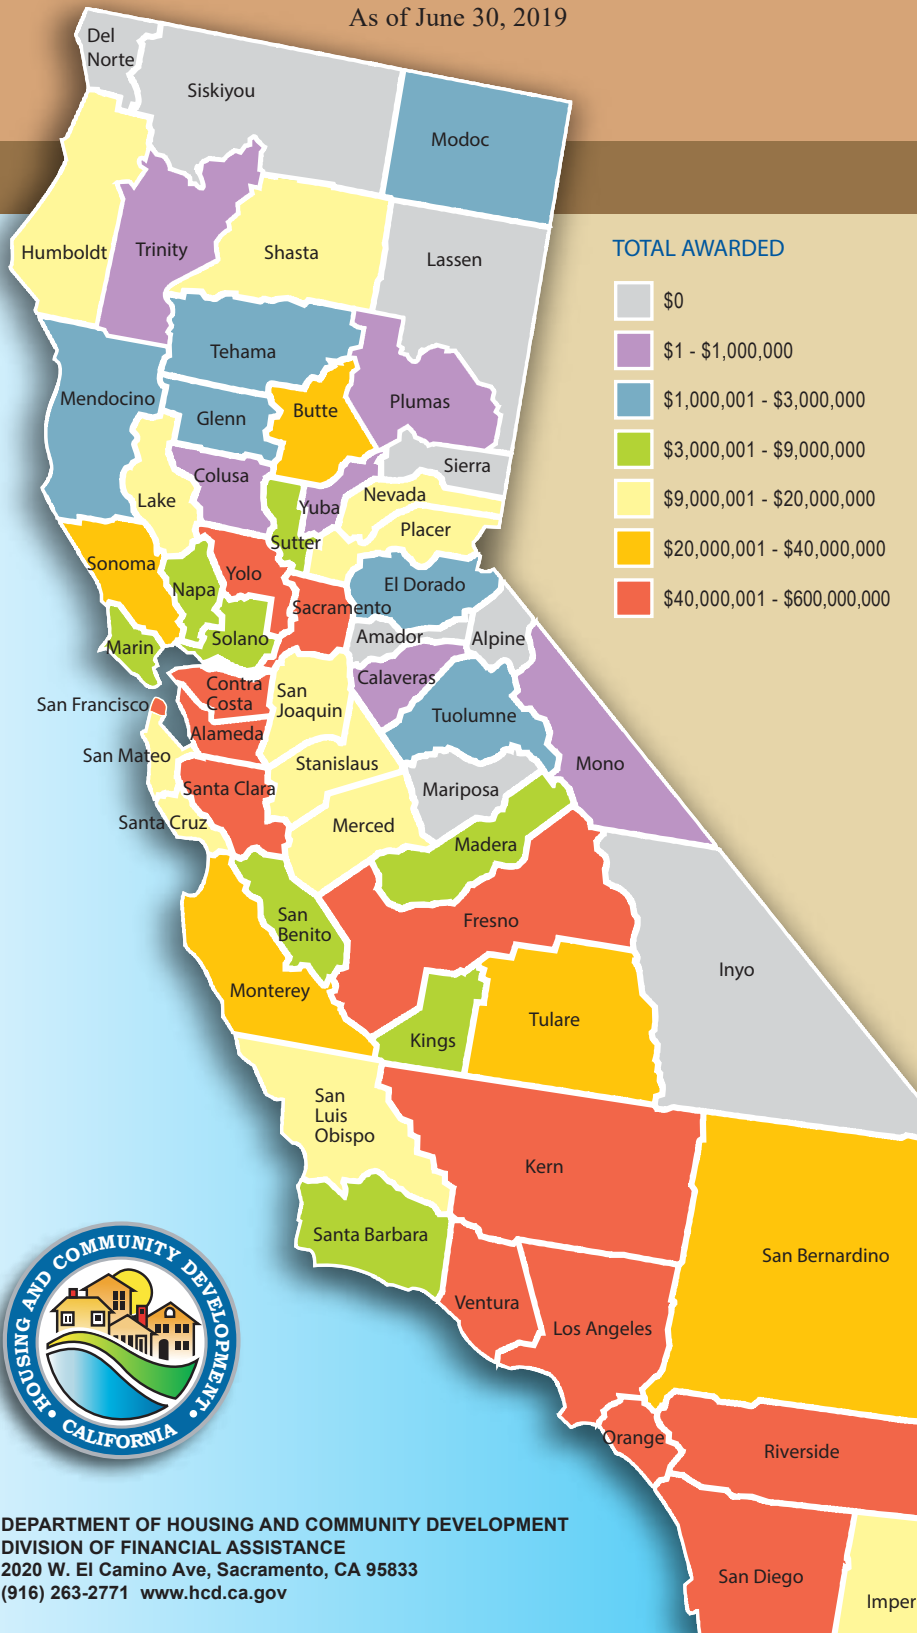 As of June 30, 2019
Del
Norte
Siskiyou
Modoc
Humboldt
Trinity
Shasta
Lassen
TOTAL AWARDED
$0
$1 - $1,000,000
$1,000,001 - $3,000,000
$3,000,001 - $9,000,000
$9,000,001 - $20,000,000
$20,000,001 - $40,000,000
$40,000,001 - $600,000,000
Tehama
Mendocino
Glenn
Butte
Plumas
Colusa
Sierra
Lake
Yuba
Nevada
Placer
Sutter
Sonoma
Napa
Yolo
El Dorado
Sacramento
Marin
Solano
Amador
Alpine
Calaveras
San Francisco
Contra
Costa
San
Joaquin
Tuolumne
Alameda
San Mateo
Stanislaus
Mono
Santa Clara
Mariposa
Santa Cruz
Merced
Madera
San
Benito
Fresno
Inyo
Monterey
Tulare
Kings
San
Luis
Obispo
Kern
Santa Barbara
San Bernardino
Ventura
Los Angeles
Orange
Riverside
San Diego
Imper
HOUSING AND COMMUNITY DEVELOPMENT
CALIFORNIA
DEPARTMENT OF HOUSING AND COMMUNITY DEVELOPMENT
DIVISION OF FINANCIAL ASSISTANCE
2020 W. El Camino Ave, Sacramento, CA 95833
(916) 263-2771 www.hcd.ca.gov